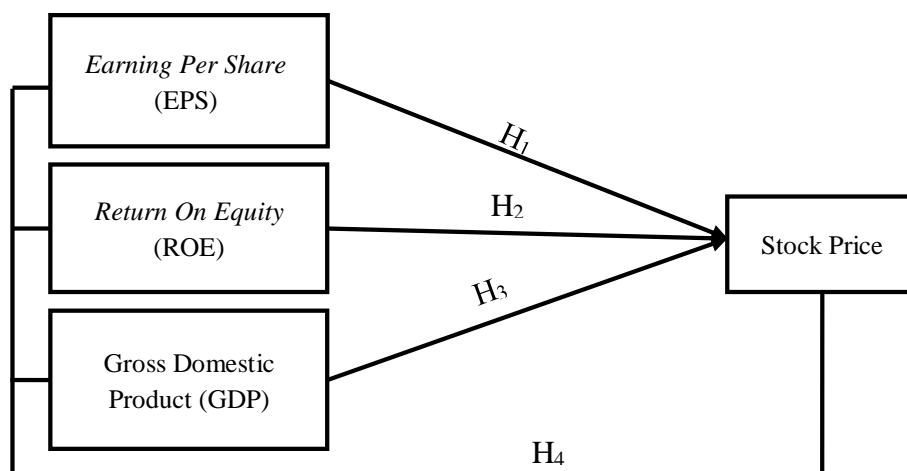 Earning Per Share
(EPS)
H₁
Return On Equity
(ROE)
H₂
Stock Price
H₃
Gross Domestic
Product (GDP)
H₄